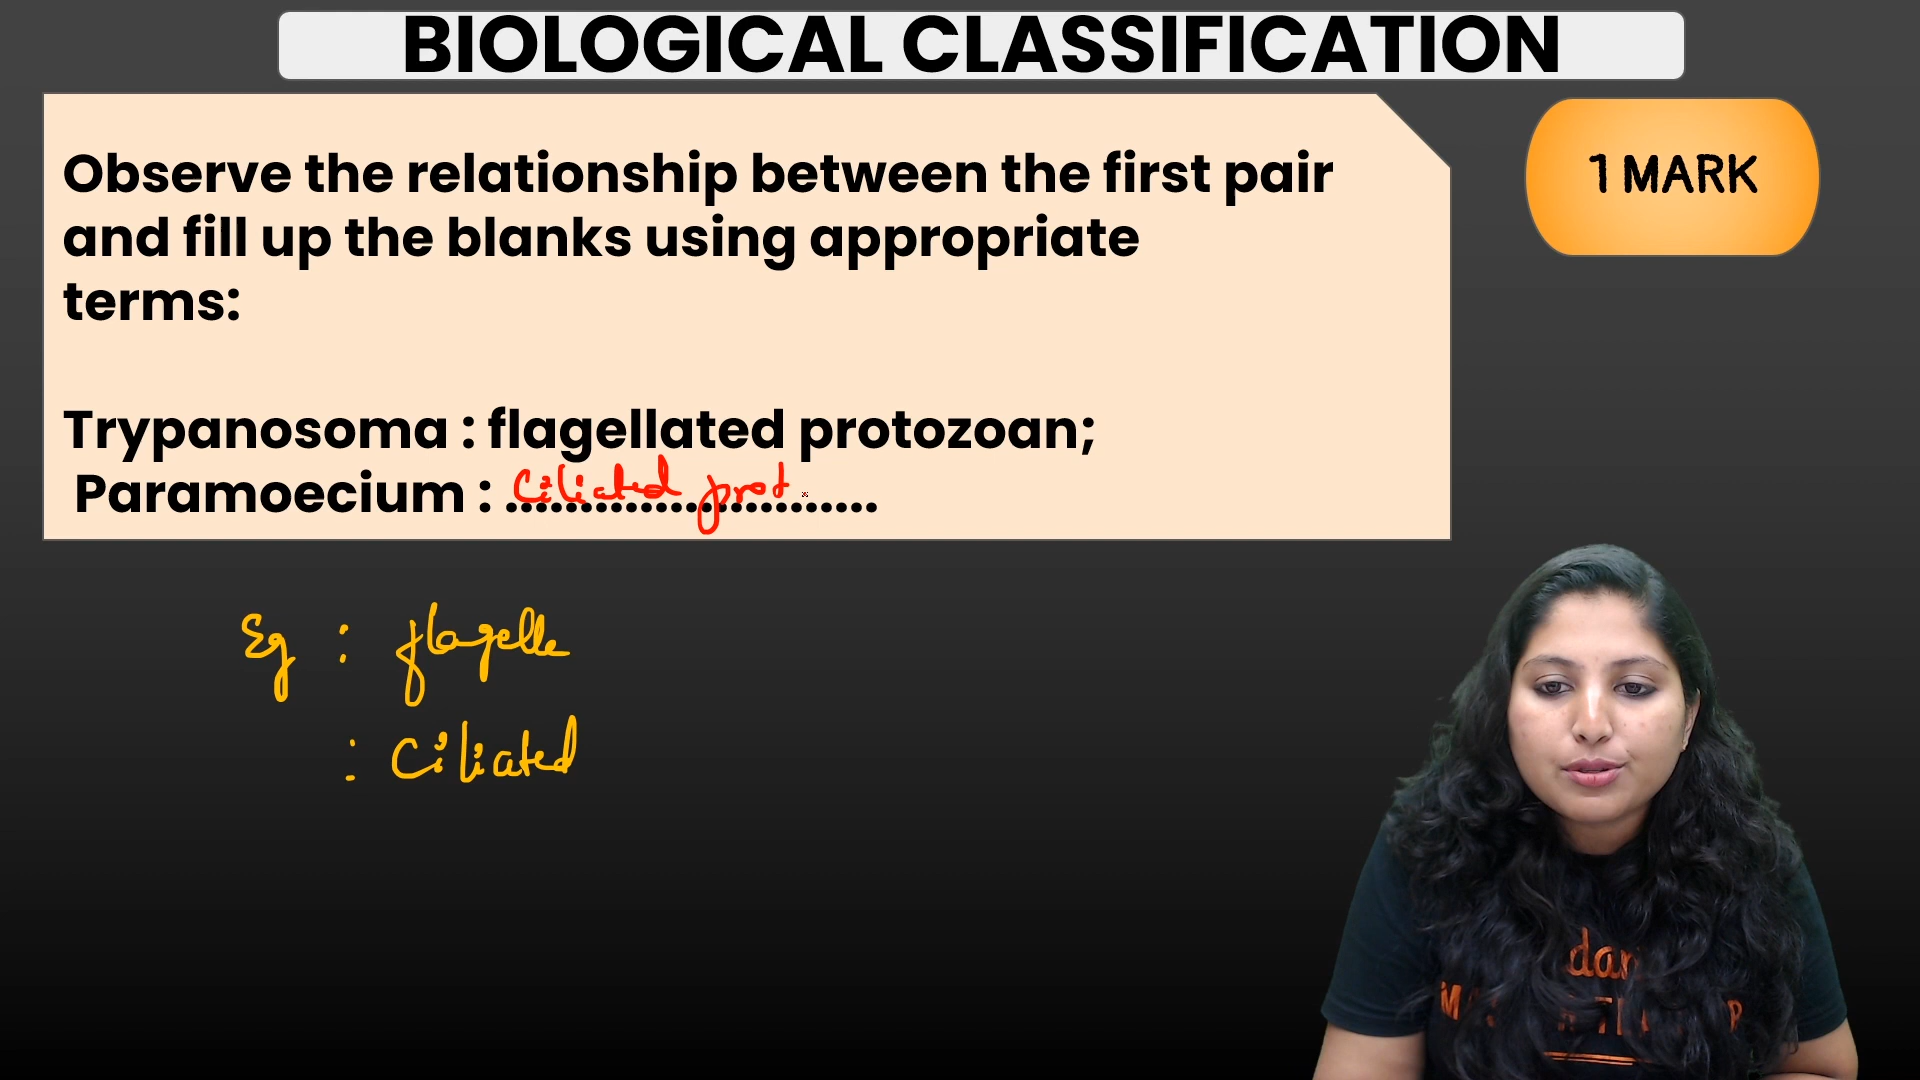 BIOLOGICAL CLASSIFICATION
1 MARK
Observe the relationship between the first pair
and fill up the blanks using appropriate
terms:
Trypanosoma : flagellated protozoan;
Paramoecium : ciliated prot.........................
Eg : flagelle
: Ciliated